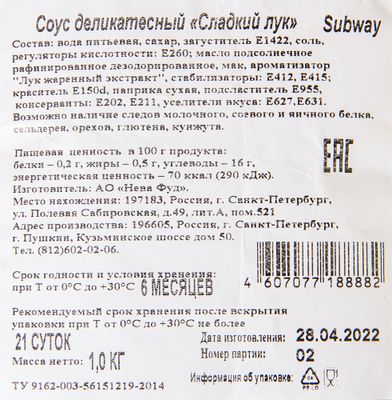 Соус деликатесный «Сладкий лук» Subway
Состав: вода питьевая, сахар, загуститель Е1422, соль,
регуляторы кислотности: Е260; масло подсолнечное
рафинированное дезодорированное, мак, ароматизатор
"Лук жаренный экстракт", стабилизаторы: Е412, Е415;
краситель Е150d, паприка сухая, подсластитель Е955,
консерванты: Е202, Е211, уселители вкуса: Е627,Е631.
Возможно наличие следов молочного, соевого и яичного белка,
сельдерея, орехов, глютена, кунжута.
Пищевая ценность в 100 г продукта:
белки – 0,2 г, жиры – 0,5 г, углеводы – 16 г,
энергетическая ценность – 70 ккал (290 кДж).
EAC
Изготовитель: АО «Нева Фуд».
Место нахождения: 197183, Россия, г. Санкт-Петербург,
ул. Полевая Сабировская, д.49, лит.А, пом.521
Адрес производства: 196605, Россия, г. Санкт-Петербург,
г. Пушкин, Кузьминское шоссе дом 50.
Тел. (812)602-02-06.
Срок годности и условия хранения:
при Т от 0°С до +30°С 6 МЕСЯЦЕВ
4 607077 188882
Рекомендуемый срок хранения после вскрытия
упаковки при Т от 0°С до +30°С не более
21 СУТОК
Дата изготовления: 28.04.2022
Масса нетто: 1,0 КГ
Номер партии: 02
Информация об упаковке:
ТУ 9162-003-56151219-2014